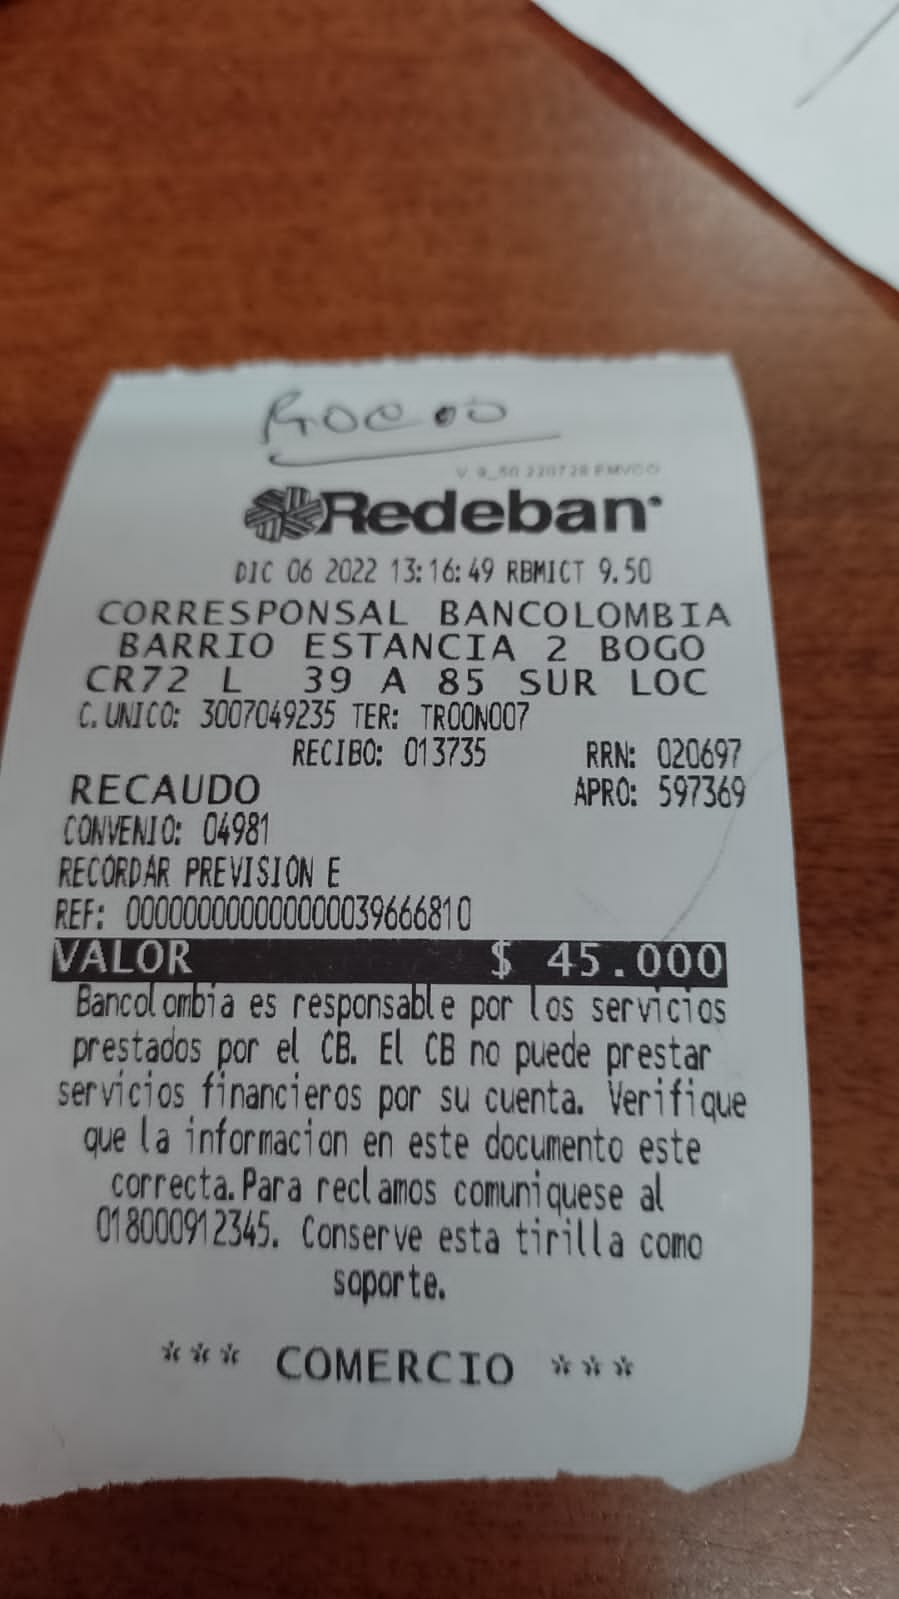 Rocio
V. 9_50 220728 EMVCO
Redeban
DIC 06 2022 13:16:49 RBMICT 9.50
CORRESPONSAL BANCOLOMBIA
BARRIO ESTANCIA 2 BOGO
CR72 L 39 A 85 SUR LOC
C. UNICO: 3007049235 TER: TR00N007
RECIBO: 013735 RRN: 020697
RECAUDO APRO: 597369
CONVENIO: 04981
RECORDAR PREVISION E
REF: 000000000000000039666810
VALOR $ 45.000
Bancolombia es responsable por los servicios
prestados por el CB. El CB no puede prestar
servicios financieros por su cuenta. Verifique
que la informacion en este documento este
correcta. Para reclamos comuniquese al
018000912345. Conserve esta tirilla como
soporte.
*** COMERCIO ***